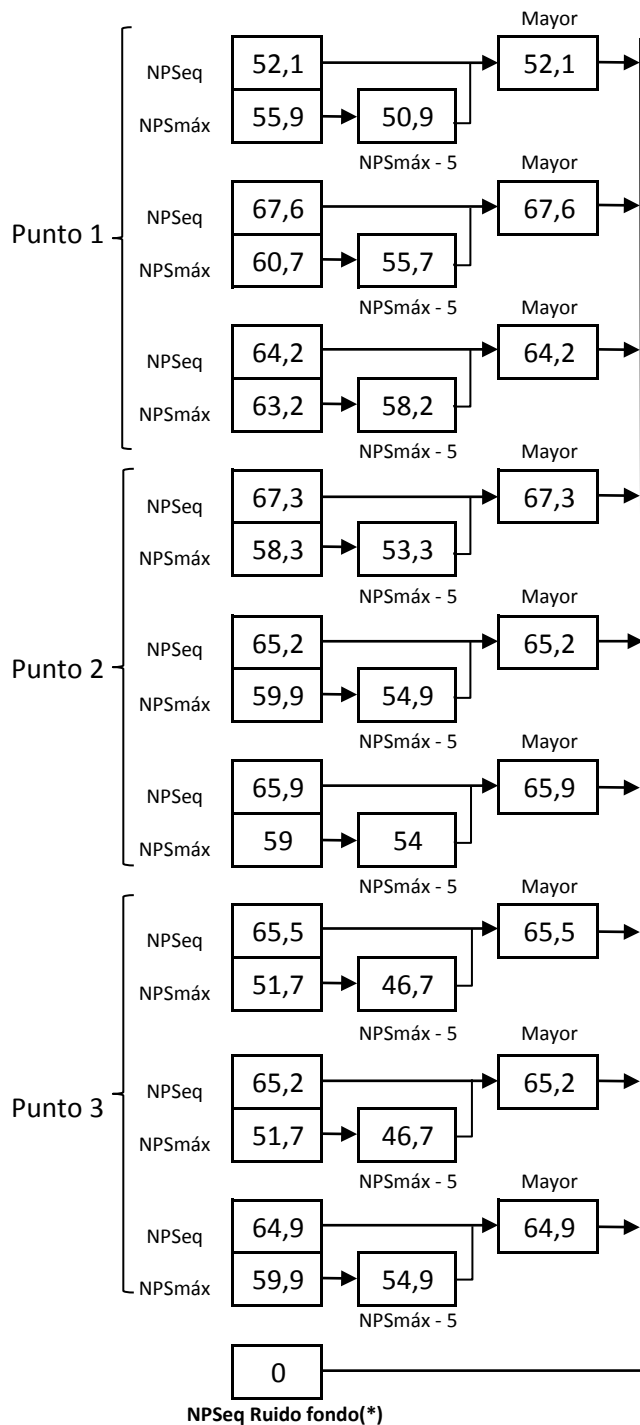 Mayor
NPSeq 52,1 52,1
NPSmáx 55,9 50,9
NPSmáx - 5
Mayor
NPSeq 67,6 67,6
Punto 1
NPSmáx 60,7 55,7
NPSmáx - 5
Mayor
NPSeq 64,2 64,2
NPSmáx 63,2 58,2
NPSmáx - 5
Mayor
NPSeq 67,3 67,3
NPSmáx 58,3 53,3
NPSmáx - 5
Mayor
NPSeq 65,2 65,2
Punto 2
NPSmáx 59,9 54,9
NPSmáx - 5
Mayor
NPSeq 65,9 65,9
NPSmáx 59 54
NPSmáx - 5
Mayor
NPSeq 65,5 65,5
NPSmáx 51,7 46,7
NPSmáx - 5
Mayor
NPSeq 65,2 65,2
Punto 3
NPSmáx 51,7 46,7
NPSmáx - 5
Mayor
NPSeq 64,9 64,9
NPSmáx 59,9 54,9
NPSmáx - 5
0
NPSeq Ruido fondo(*)